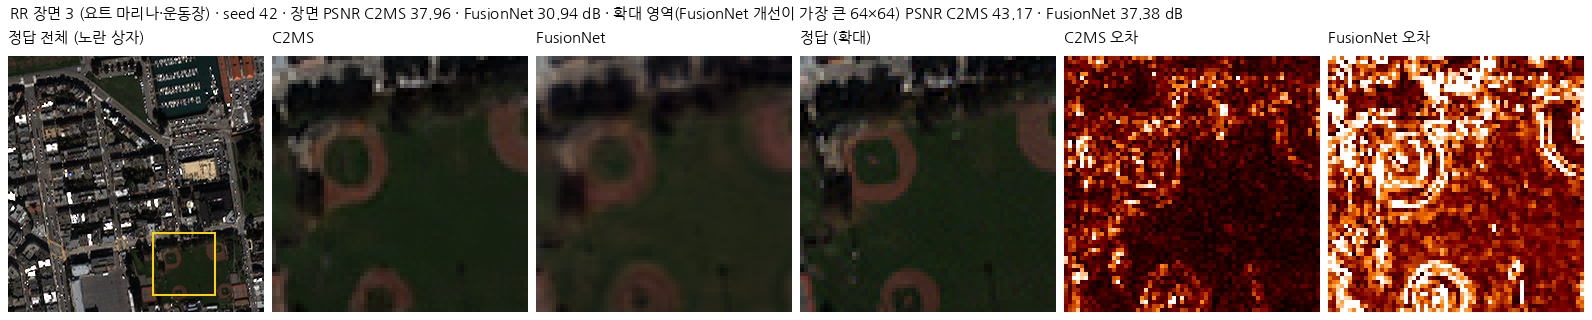 RR 장면 3 (요트 마리나·운동장) · seed 42 · 장면 PSNR C2MS 37.96 · FusionNet 30.94 dB · 확대 영역(FusionNet 개선이 가장 큰 64×64) PSNR C2MS 43.17 · FusionNet 37.38 dB
정답 전체 (노란 상자)
C2MS
FusionNet
정답 (확대)
C2MS 오차
FusionNet 오차